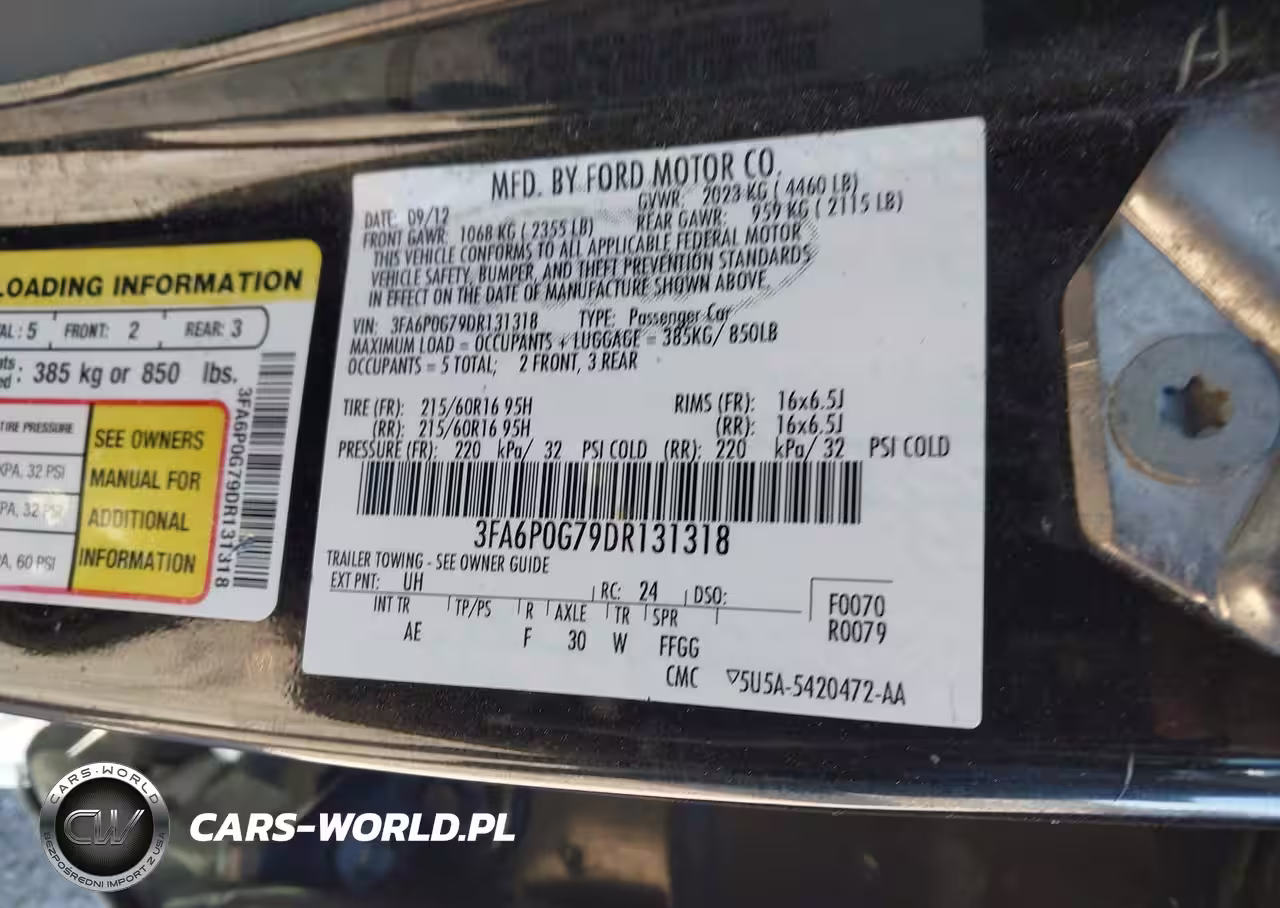 MFD. BY FORD MOTOR CO.
DATE: 09/12 GVWR: 2023 KG ( 4460 LB)
FRONT GAWR: 1068 KG ( 2355 LB) REAR GAWR: 959 KG ( 2115 LB)
THIS VEHICLE CONFORMS TO ALL APPLICABLE FEDERAL MOTOR
VEHICLE SAFETY, BUMPER, AND THEFT PREVENTION STANDARDS
IN EFFECT ON THE DATE OF MANUFACTURE SHOWN ABOVE.
VIN: 3FA6P0G79DR131318 TYPE: Passenger Car
MAXIMUM LOAD = OCCUPANTS + LUGGAGE = 385KG/ 850LB
OCCUPANTS = 5 TOTAL; 2 FRONT, 3 REAR
TIRE (FR): 215/60R16 95H RIMS (FR): 16x6.5J
(RR): 215/60R16 95H (RR): 16x6.5J
PRESSURE (FR): 220 kPa/ 32 PSI COLD (RR): 220 kPa/ 32 PSI COLD
3FA6P0G79DR131318
TRAILER TOWING - SEE OWNER GUIDE
EXT PNT: UH RC: 24 DSO:
INT TR TP/PS R AXLE TR SPR
AE F 30 W FFGG
F0070
R0079
CMC ▽5U5A-5420472-AA
LOADING INFORMATION
AL : 5 FRONT: 2 REAR: 3
385 kg or 850 lbs.
TIRE PRESSURE
KPA, 32 PSI
PA, 32 PSI
A, 60 PSI
SEE OWNERS
MANUAL FOR
ADDITIONAL
INFORMATION
3FA6P0G79DR131318
CARS-WORLD
CW
BEZPOŚREDNI IMPORT Z USA
CARS-WORLD.PL